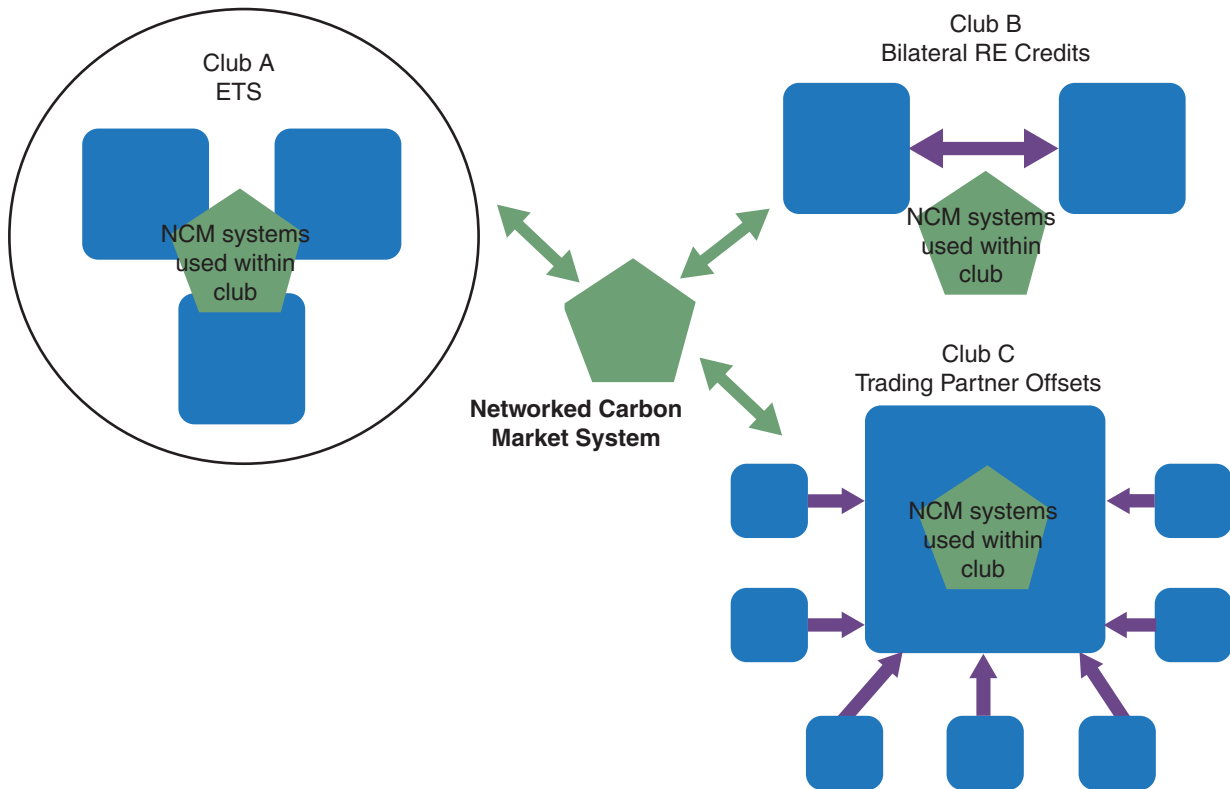 Club A
ETS
NCM systems
used within
club
Club B
Bilateral RE Credits
NCM systems
used within
club
Networked Carbon
Market System
Club C
Trading Partner Offsets
NCM systems
used within
club